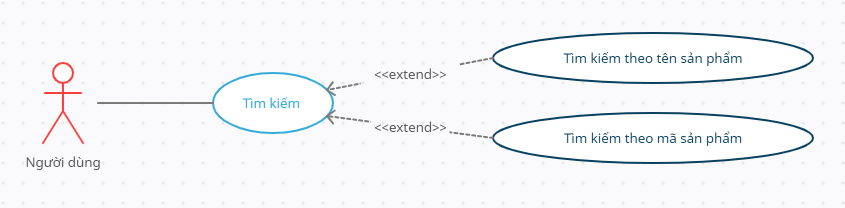 Tìm kiếm theo tên sản phẩm
<<extend>>
Tìm kiếm
<<extend>>
Tìm kiếm theo mã sản phẩm
Người dùng